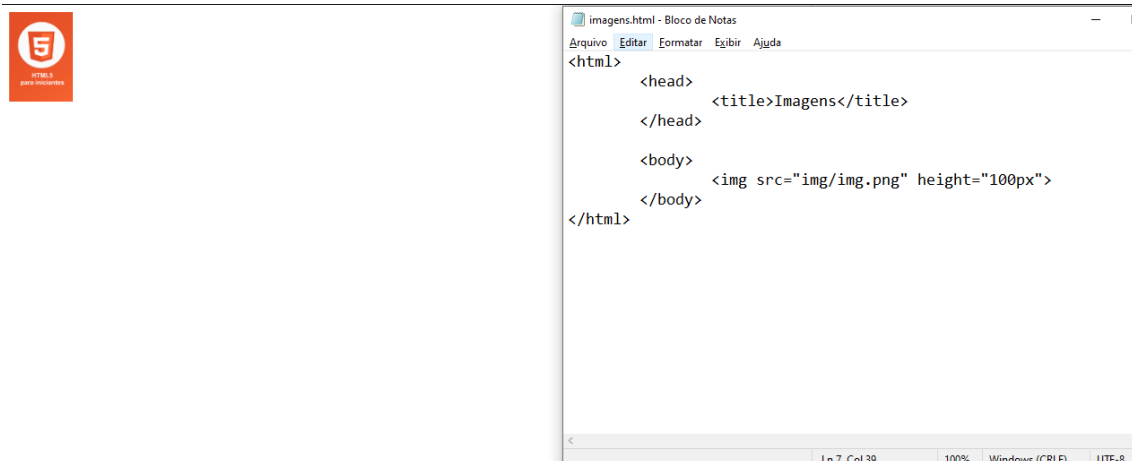 5
HTML5
para iniciantes
imagens.html - Bloco de Notas
Arquivo Editar Formatar Exibir Ajuda
<html>
<head>
<title>Imagens</title>
</head>
<body>
<img src="img/img.png" height="100px">
</body>
</html>
Ln 7, Col 39 100% Windows (CRLF) UTF-8